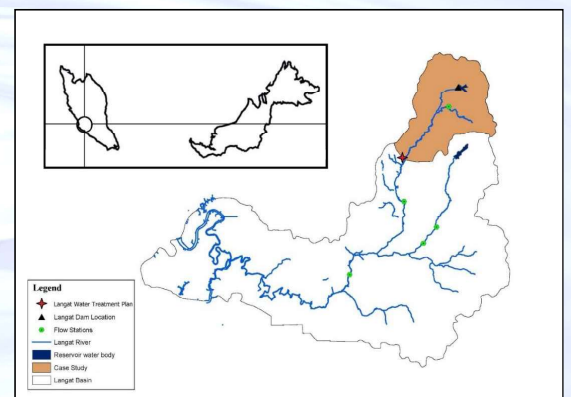 Legend
Langat Water Treatment Plan
Langat Dam Location
Flow Stations
Langat River
Reservoir water body
Case Study
Langat Basin